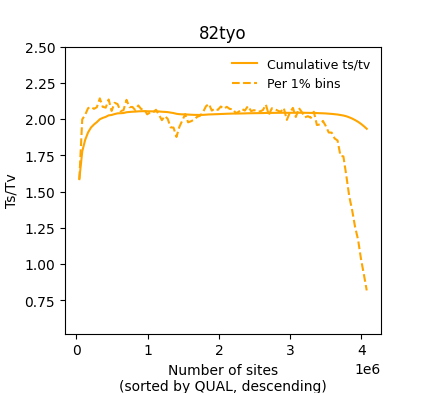 82tyo
2.50
2.25
2.00
1.75
1.50
1.25
1.00
0.75
Ts/Tv
Cumulative ts/tv
Per 1% bins
0 1 2 3 4
1e6
Number of sites
(sorted by QUAL, descending)